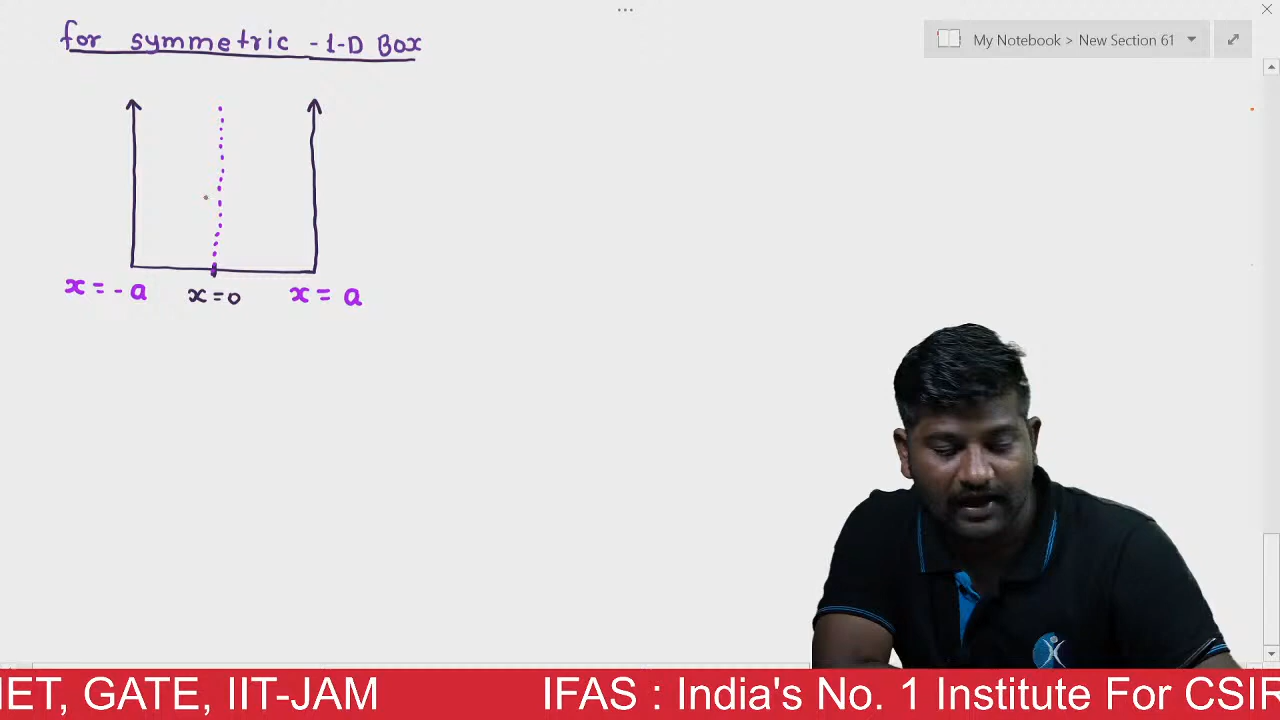 for symmetric - 1-D Box
My Notebook > New Section 61
x = -a
x = 0
x = a
NET, GATE, IIT-JAM IFAS : India's No. 1 Institute For CSIR